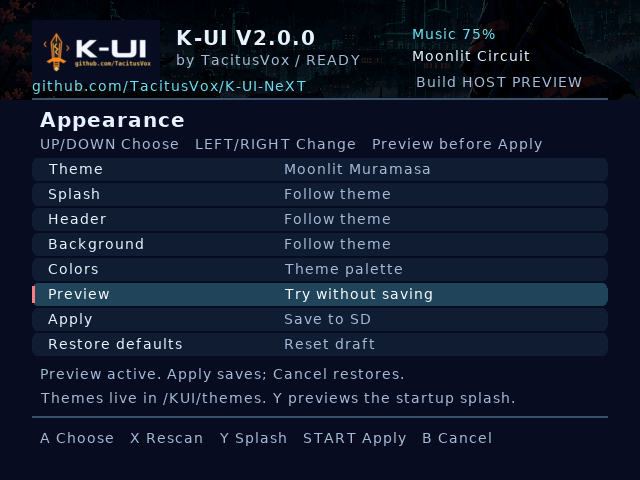 K-UI
github.com/TacitusVox
K-UI V2.0.0
by TacitusVox / READY
github.com/TacitusVox/K-UI-NeXT
Music 75%
Moonlit Circuit
Build HOST PREVIEW
Appearance
UP/DOWN Choose LEFT/RIGHT Change Preview before Apply
Theme Moonlit Muramasa
Splash Follow theme
Header Follow theme
Background Follow theme
Colors Theme palette
Preview Try without saving
Apply Save to SD
Restore defaults Reset draft
Preview active. Apply saves; Cancel restores.
Themes live in /KUI/themes. Y previews the startup splash.
A Choose X Rescan Y Splash START Apply B Cancel